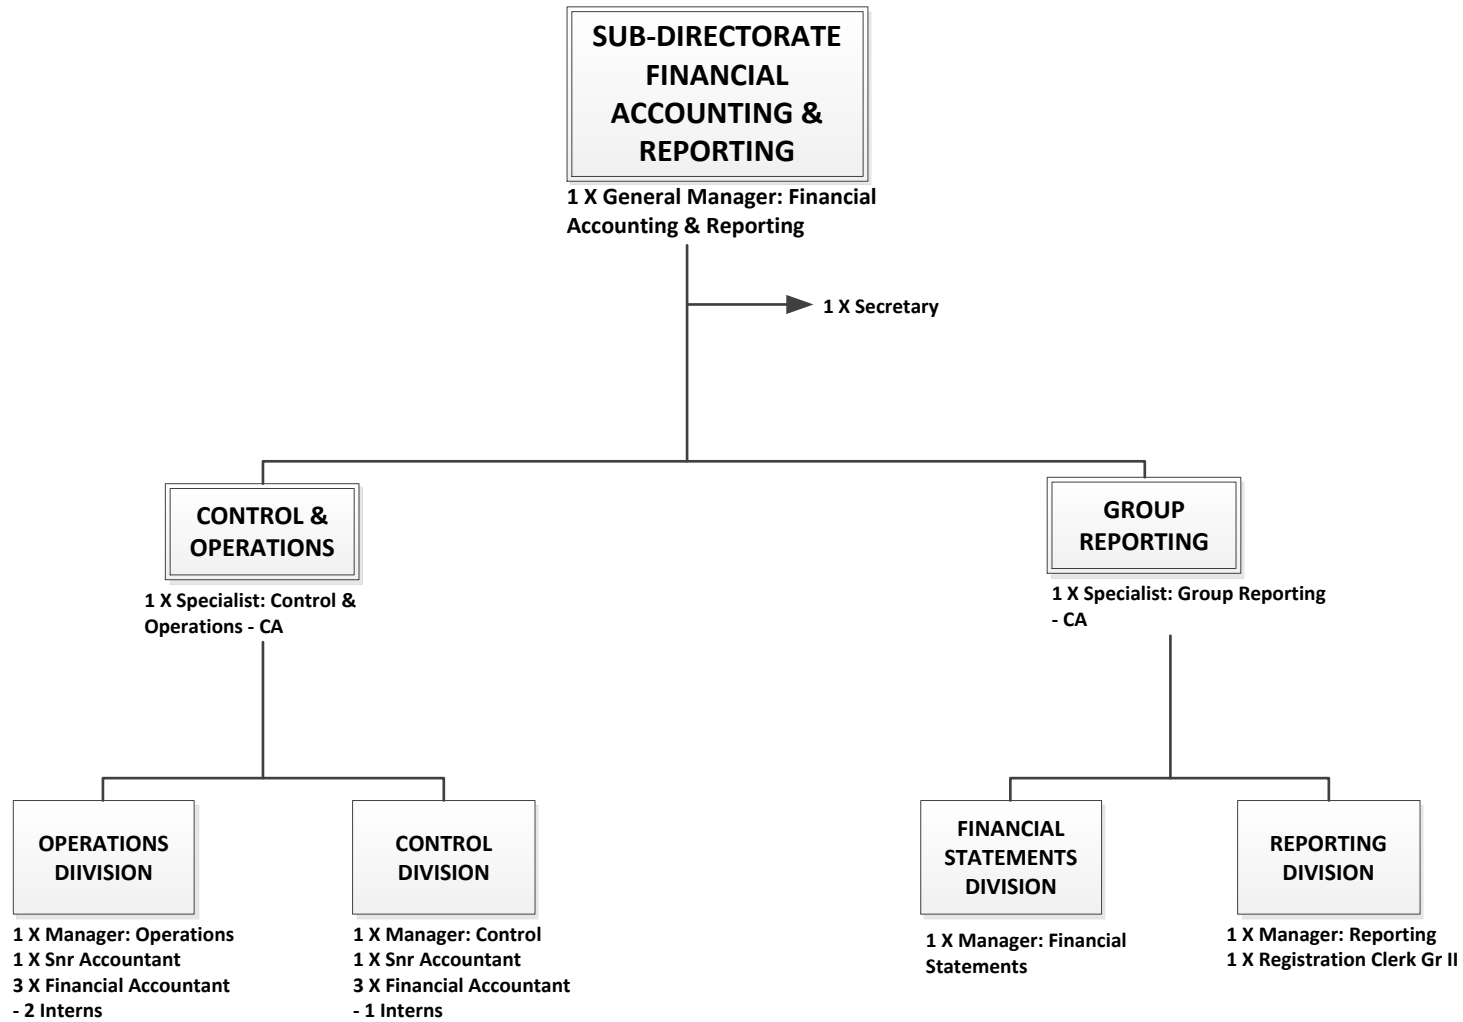 SUB-DIRECTORATE
FINANCIAL
ACCOUNTING &
REPORTING
1 X General Manager: Financial
Accounting & Reporting
1 X Secretary
CONTROL &
OPERATIONS
1 X Specialist: Control &
Operations - CA
GROUP
REPORTING
1 X Specialist: Group Reporting
- CA
OPERATIONS
DIIVISION
1 X Manager: Operations
1 X Snr Accountant
3 X Financial Accountant
- 2 Interns
CONTROL
DIVISION
1 X Manager: Control
1 X Snr Accountant
3 X Financial Accountant
- 1 Interns
FINANCIAL
STATEMENTS
DIVISION
1 X Manager: Financial
Statements
REPORTING
DIVISION
1 X Manager: Reporting
1 X Registration Clerk Gr II